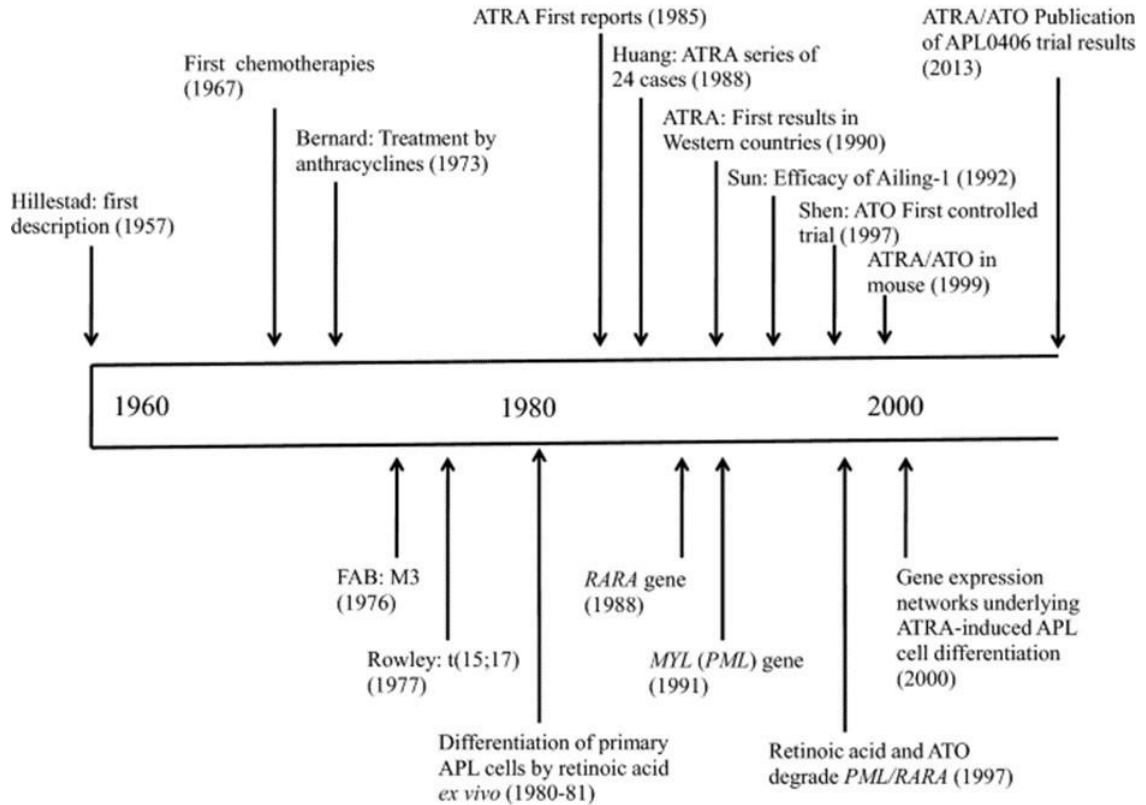 ATRA First reports (1985)
ATRA/ATO Publication
of APL0406 trial results
(2013)
First chemotherapies
(1967)
Huang: ATRA series of
24 cases (1988)
Bernard: Treatment by
anthracyclines (1973)
ATRA: First results in
Western countries (1990)
Sun: Efficacy of Ailing-1 (1992)
Hillestad: first
description (1957)
Shen: ATO First controlled
trial (1997)
ATRA/ATO in
mouse (1999)
1960
1980
2000
FAB: M3
(1976)
RARA gene
(1988)
Gene expression
networks underlying
ATRA-induced APL
cell differentiation
(2000)
Rowley: t(15;17)
(1977)
MYL (PML) gene
(1991)
Differentiation of primary
APL cells by retinoic acid
ex vivo (1980-81)
Retinoic acid and ATO
degrade PML/RARA (1997)